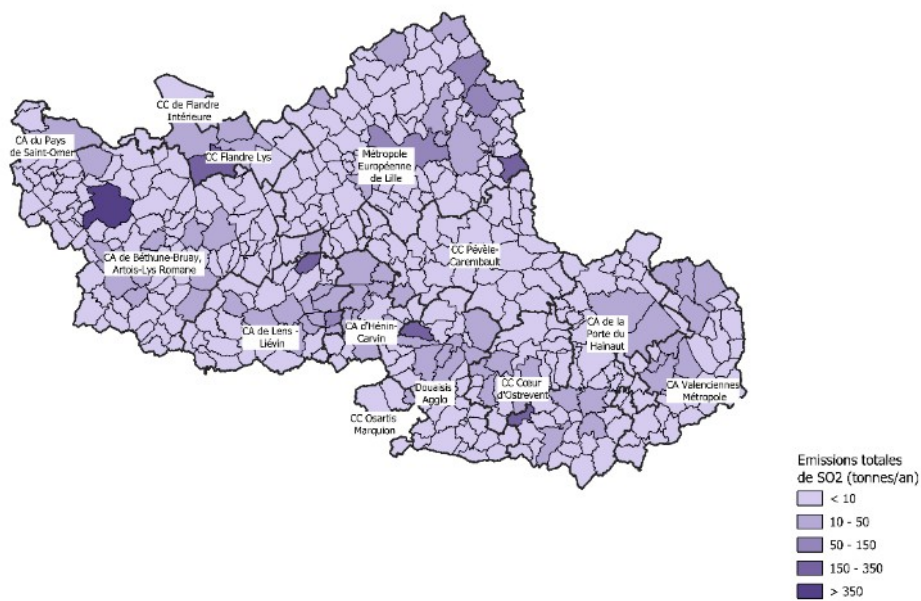 CC de Flandre
Intérieure
CA du Pays
de Saint-Omer
CC Flandre Lys
Métropole
Européenne
de Lille
CC Pévèle-
Carembault
CA de Béthune-Bruay,
Artois-Lys Romane
CA de Lens -
Liévin
CA d'Hénin-
Carvin
CA de la
Porte du
Hainaut
Douaisis
Agglo
CC Cœur
d'Ostrevent
CA Valenciennes
Métropole
CC Osartis
Marquion
Emissions totales
de SO2 (tonnes/an)
< 10
10 - 50
50 - 150
150 - 350
> 350